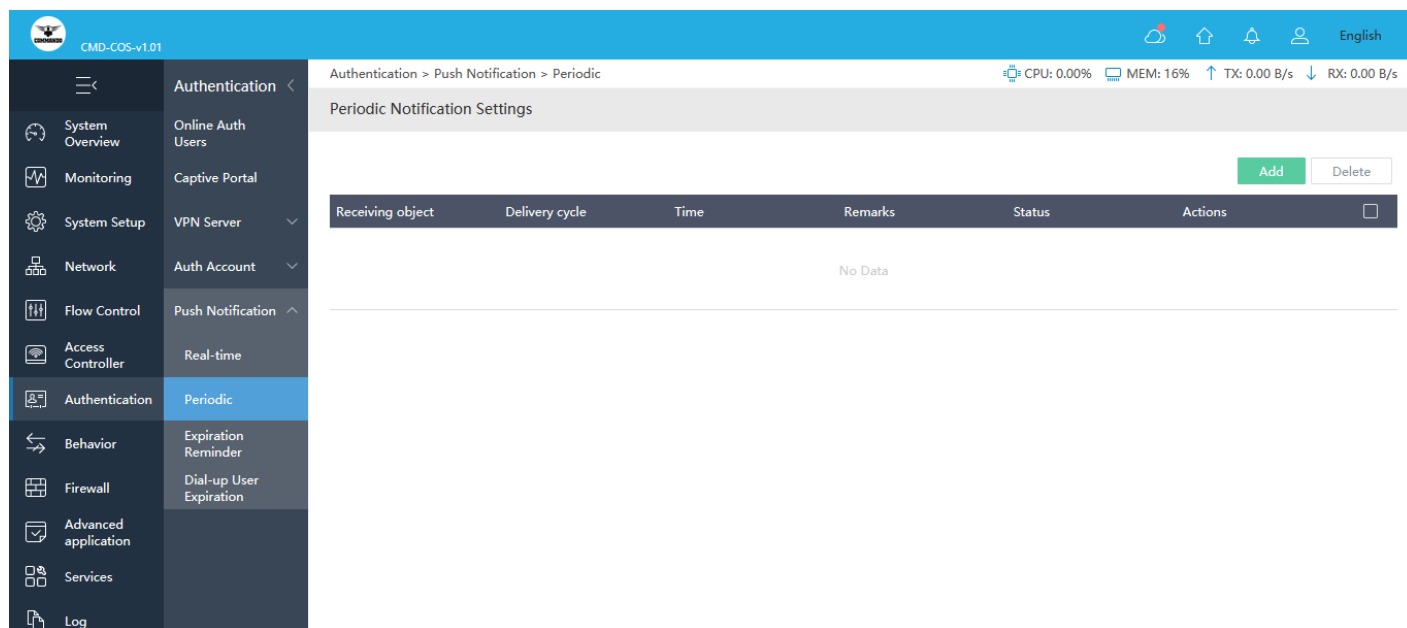 COMMANDO
CMD-COS-v1.01
English
Authentication
Authentication > Push Notification > Periodic
CPU: 0.00%
MEM: 16%
TX: 0.00 B/s
RX: 0.00 B/s
Periodic Notification Settings
System
Overview
Monitoring
System Setup
Network
Flow Control
Access
Controller
Authentication
Behavior
Firewall
Advanced
application
Services
Log
Online Auth
Users
Captive Portal
VPN Server
Auth Account
Push Notification
Real-time
Periodic
Expiration
Reminder
Dial-up User
Expiration
Add
Delete
Receiving object
Delivery cycle
Time
Remarks
Status
Actions
No Data